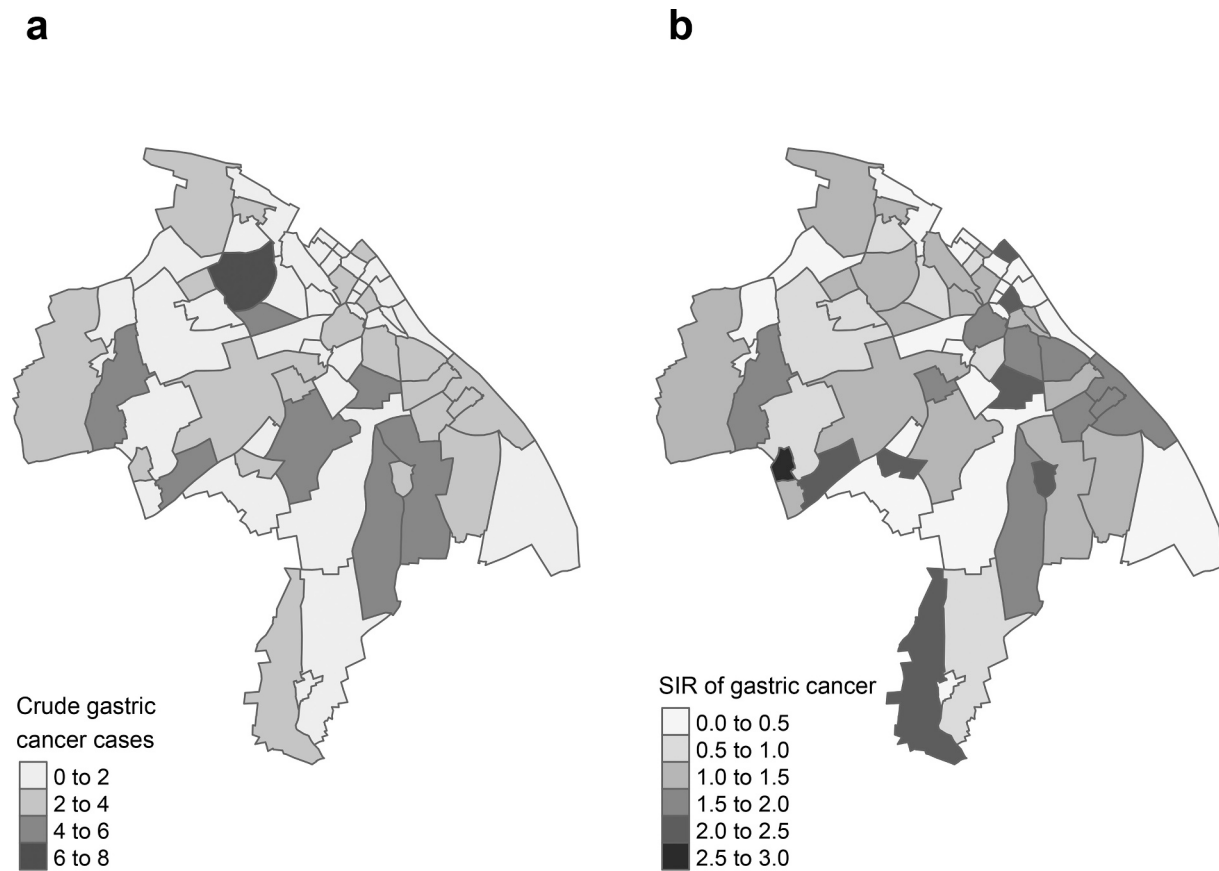 a
b
Crude gastric
cancer cases
0 to 2
2 to 4
4 to 6
6 to 8
SIR of gastric cancer
0.0 to 0.5
0.5 to 1.0
1.0 to 1.5
1.5 to 2.0
2.0 to 2.5
2.5 to 3.0